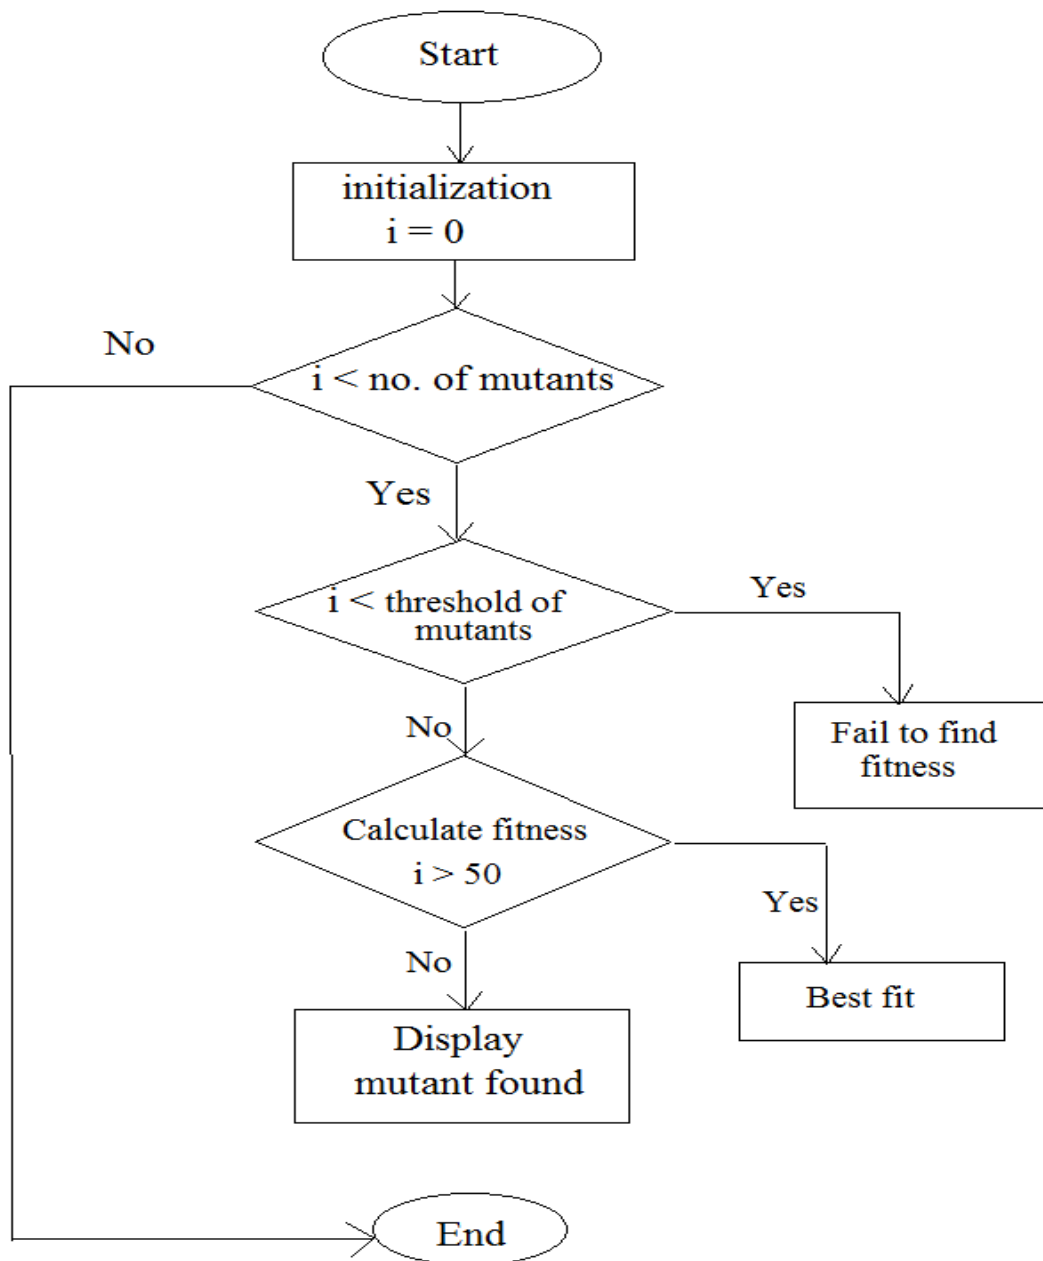 Start
initialization
i = 0
No
i < no. of mutants
Yes
i < threshold of
mutants
Yes
No
Fail to find
fitness
Calculate fitness
i > 50
Yes
No
Best fit
Display
mutant found
End